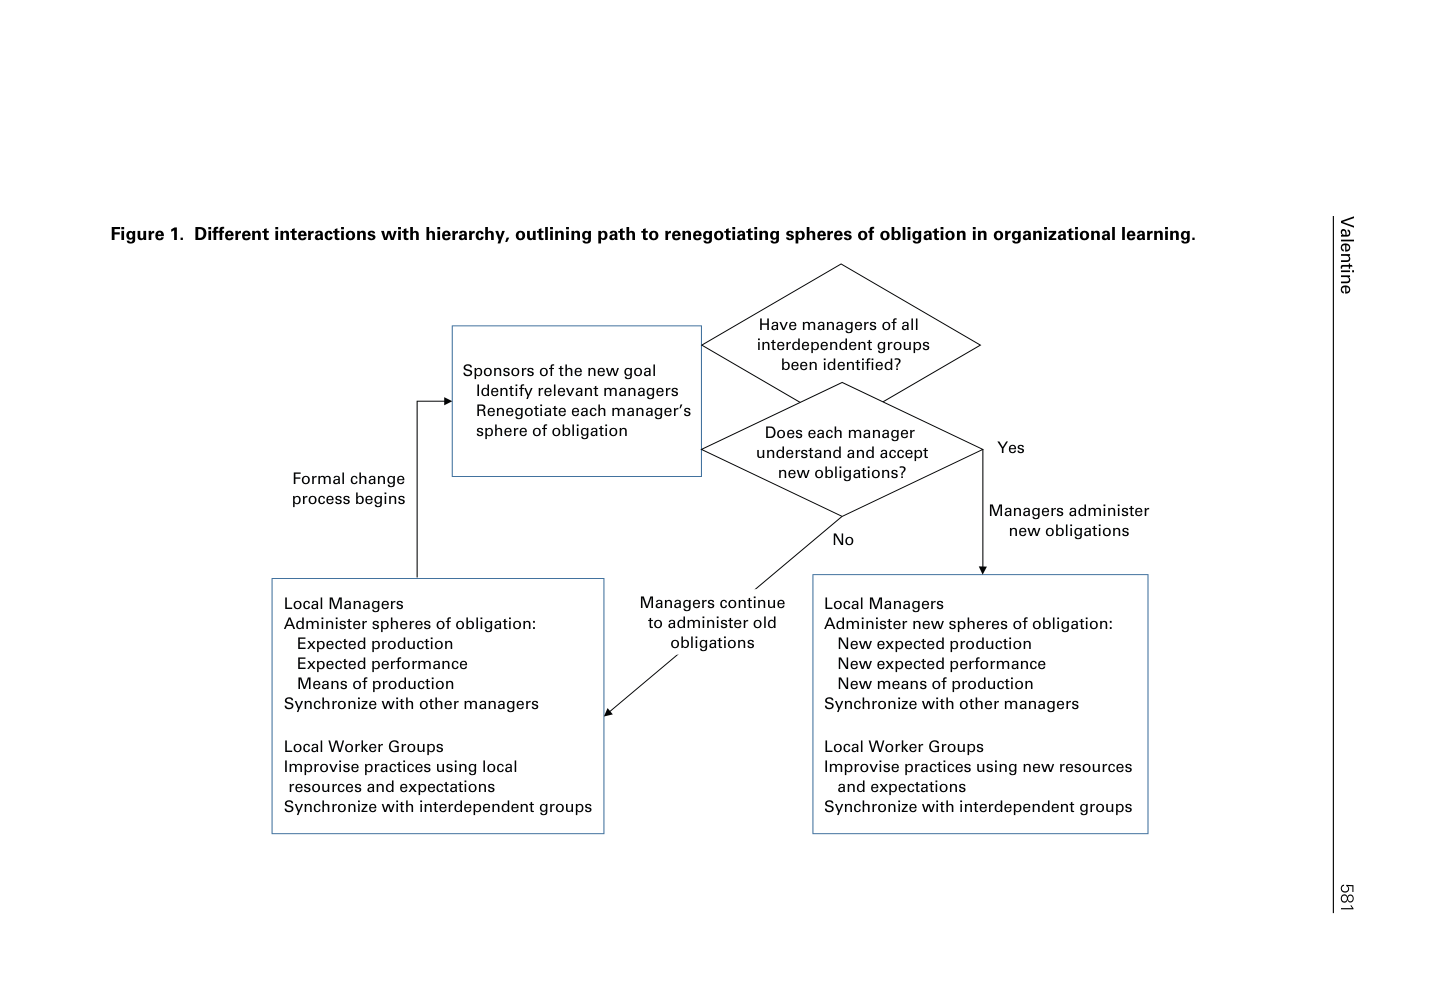 Valentine
581
Figure 1. Different interactions with hierarchy, outlining path to renegotiating spheres of obligation in organizational learning.
Have managers of all
interdependent groups
been identified?
Sponsors of the new goal
Identify relevant managers
Renegotiate each manager's
sphere of obligation
Does each manager
understand and accept
new obligations?
Yes
No
Formal change
process begins
Managers administer
new obligations
Managers continue
to administer old
obligations
Local Managers
Administer spheres of obligation:
Expected production
Expected performance
Means of production
Synchronize with other managers
Local Worker Groups
Improvise practices using local
resources and expectations
Synchronize with interdependent groups
Local Managers
Administer new spheres of obligation:
New expected production
New expected performance
New means of production
Synchronize with other managers
Local Worker Groups
Improvise practices using new resources
and expectations
Synchronize with interdependent groups